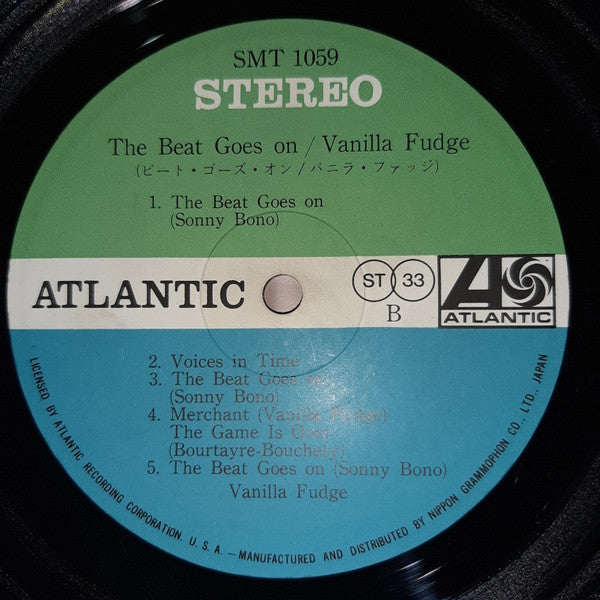 SMT 1059
STEREO
The Beat Goes on / Vanilla Fudge
(ビート・ゴーズ・オン/バニラ・ファッジ)
1. The Beat Goes on
(Sonny Bono)
ATLANTIC
ST 33
B
ATLANTIC
2. Voices in Time
3. The Beat Goes on
(Sonny Bono)
4. Merchant (Vanilla Fudge)
The Game Is Over
(Bourtayre-Bouchety)
5. The Beat Goes on (Sonny Bono)
Vanilla Fudge
LICENSED BY ATLANTIC RECORDING CORPORATION, U. S. A. — MANUFACTURED AND DISTRIBUTED BY NIPPON GRAMMOPHON CO., LTD., JAPAN